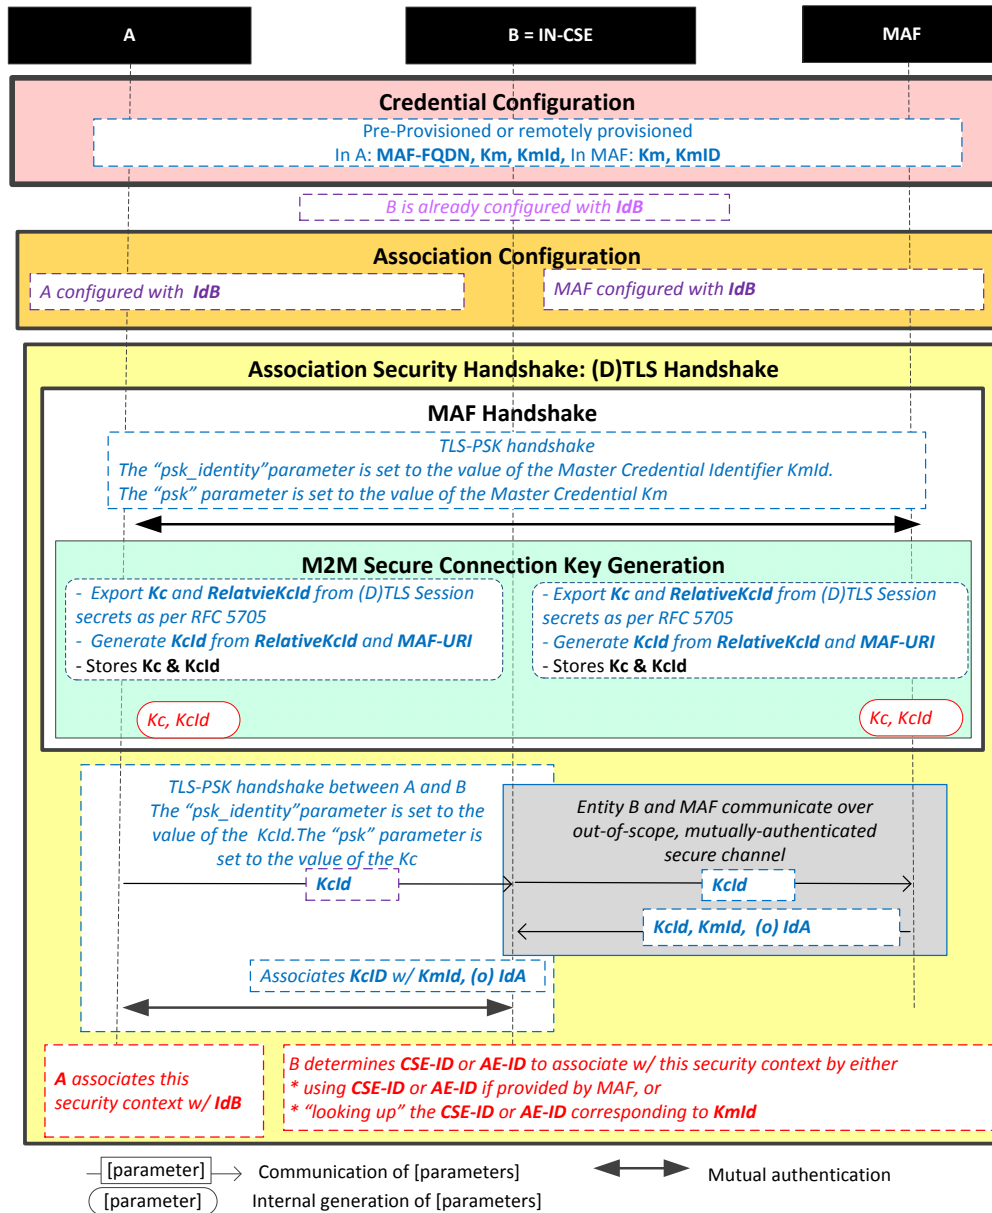 A
B = IN-CSE
MAF
Credential Configuration
Pre-Provisioned or remotely provisioned
In A: MAF-FQDN, Km, KmId, In MAF: Km, KmID
B is already configured with IdB
Association Configuration
A configured with IdB
MAF configured with IdB
Association Security Handshake: (D)TLS Handshake
MAF Handshake
TLS-PSK handshake
The “psk_identity”parameter is set to the value of the Master Credential Identifier KmId.
The “psk” parameter is set to the value of the Master Credential Km
M2M Secure Connection Key Generation
- Export Kc and RelatvieKcId from (D)TLS Session
secrets as per RFC 5705
- Generate KcId from RelativeKcId and MAF-URI
- Stores Kc & KcId
- Export Kc and RelativeKcId from (D)TLS Session
secrets as per RFC 5705
- Generate KcId from RelativeKcId and MAF-URI
- Stores Kc & KcId
Kc, KcId
Kc, KcId
TLS-PSK handshake between A and B
The “psk_identity”parameter is set to the
value of the KcId.The “psk” parameter is
set to the value of the Kc
Entity B and MAF communicate over
out-of-scope, mutually-authenticated
secure channel
KcId
KcId
KcId, KmId, (o) IdA
Associates KcID w/ KmId, (o) IdA
A associates this
security context w/ IdB
B determines CSE-ID or AE-ID to associate w/ this security context by either
* using CSE-ID or AE-ID if provided by MAF, or
* “looking up” the CSE-ID or AE-ID corresponding to KmId
[parameter]
Communication of [parameters]
Mutual authentication
[parameter]
Internal generation of [parameters]